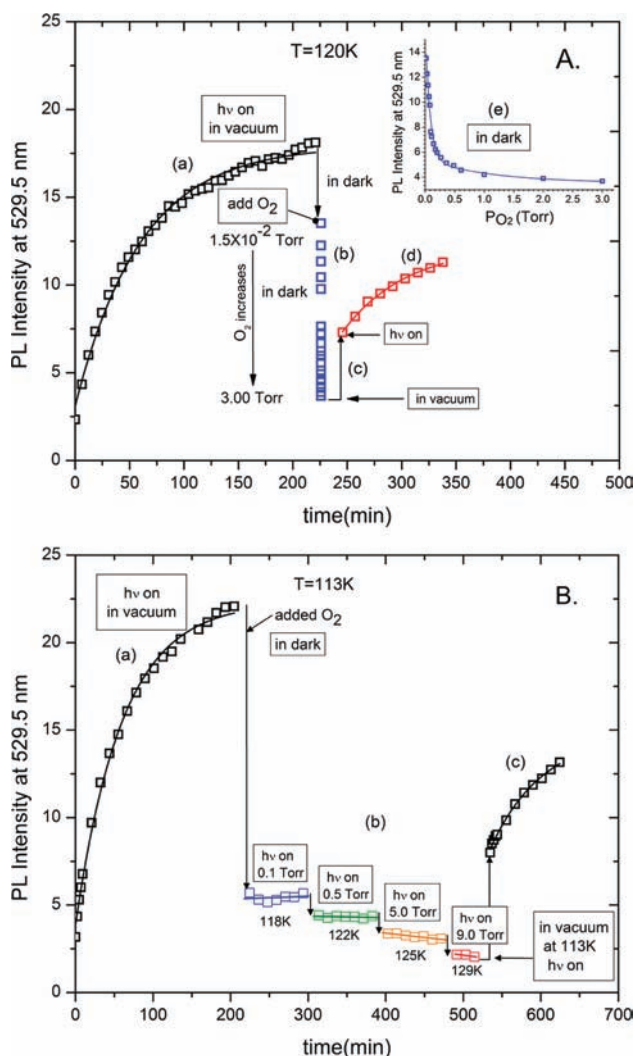 A.
T=120K
hν on
in vacuum
(a)
in dark
add O2
1.5X10-2 Torr
(b)
in dark
O2 increases
(d)
hν on
(c)
3.00 Torr
in vacuum
PL Intensity at 529.5 nm
25
20
15
10
5
0
0 50 100 150 200 250 300 350 400 450 500
time(min)
(e)
in dark
PL Intensity at 529.5 nm
14
12
10
8
6
4
0.0 0.5 1.0 1.5 2.0 2.5 3.0
PO2 (Torr)
B.
T=113K
hν on
in vacuum
(a)
added O2
in dark
(b)
(c)
hν on
0.1 Torr
hν on
0.5 Torr
hν on
5.0 Torr
hν on
9.0 Torr
118K
122K
125K
129K
in vacuum
at 113K
hν on
PL Intensity at 529.5 nm
25
20
15
10
5
0
0 100 200 300 400 500 600 700
time(min)